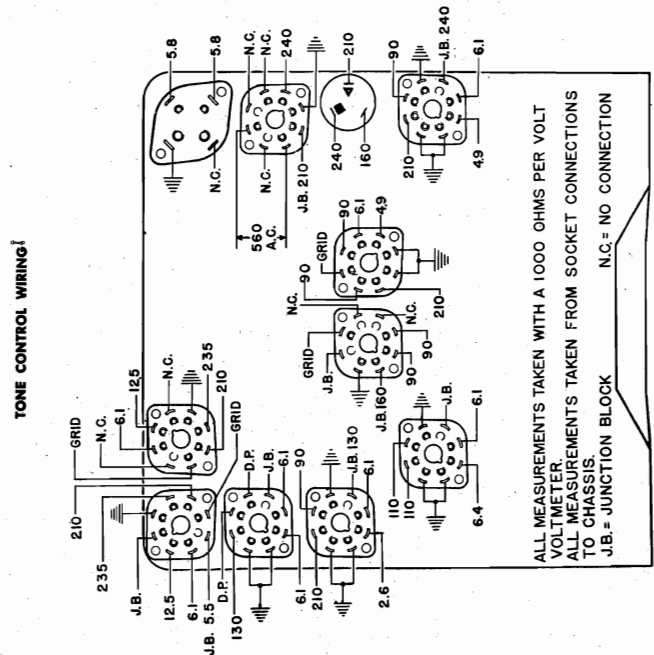 TONE CONTROL WIRING
5.8
5.8
N.C.
N.C.
N.C.
240
N.C.
J.B. 210
560
A.C.
210
240
160
90
J.B. 240
6.1
210
4.9
GRID
90
6.1
4.9
90
210
N.C.
GRID
N.C.
J.B.
90
90
J.B. 160
GRID
N.C.
6.1
12.5
N.C.
235
210
GRID
210
235
J.B.
12.5
6.1
J.B. 5.5
D.P.
D.P.
J.B.
6.1
130
6.1
90
J.B. 130
6.1
210
2.6
110
110
J.B.
6.1
6.4
ALL MEASUREMENTS TAKEN WITH A 1000 OHMS PER VOLT
VOLTMETER.
ALL MEASUREMENTS TAKEN FROM SOCKET CONNECTIONS
TO CHASSIS.
J.B. = JUNCTION BLOCK N.C. = NO CONNECTION